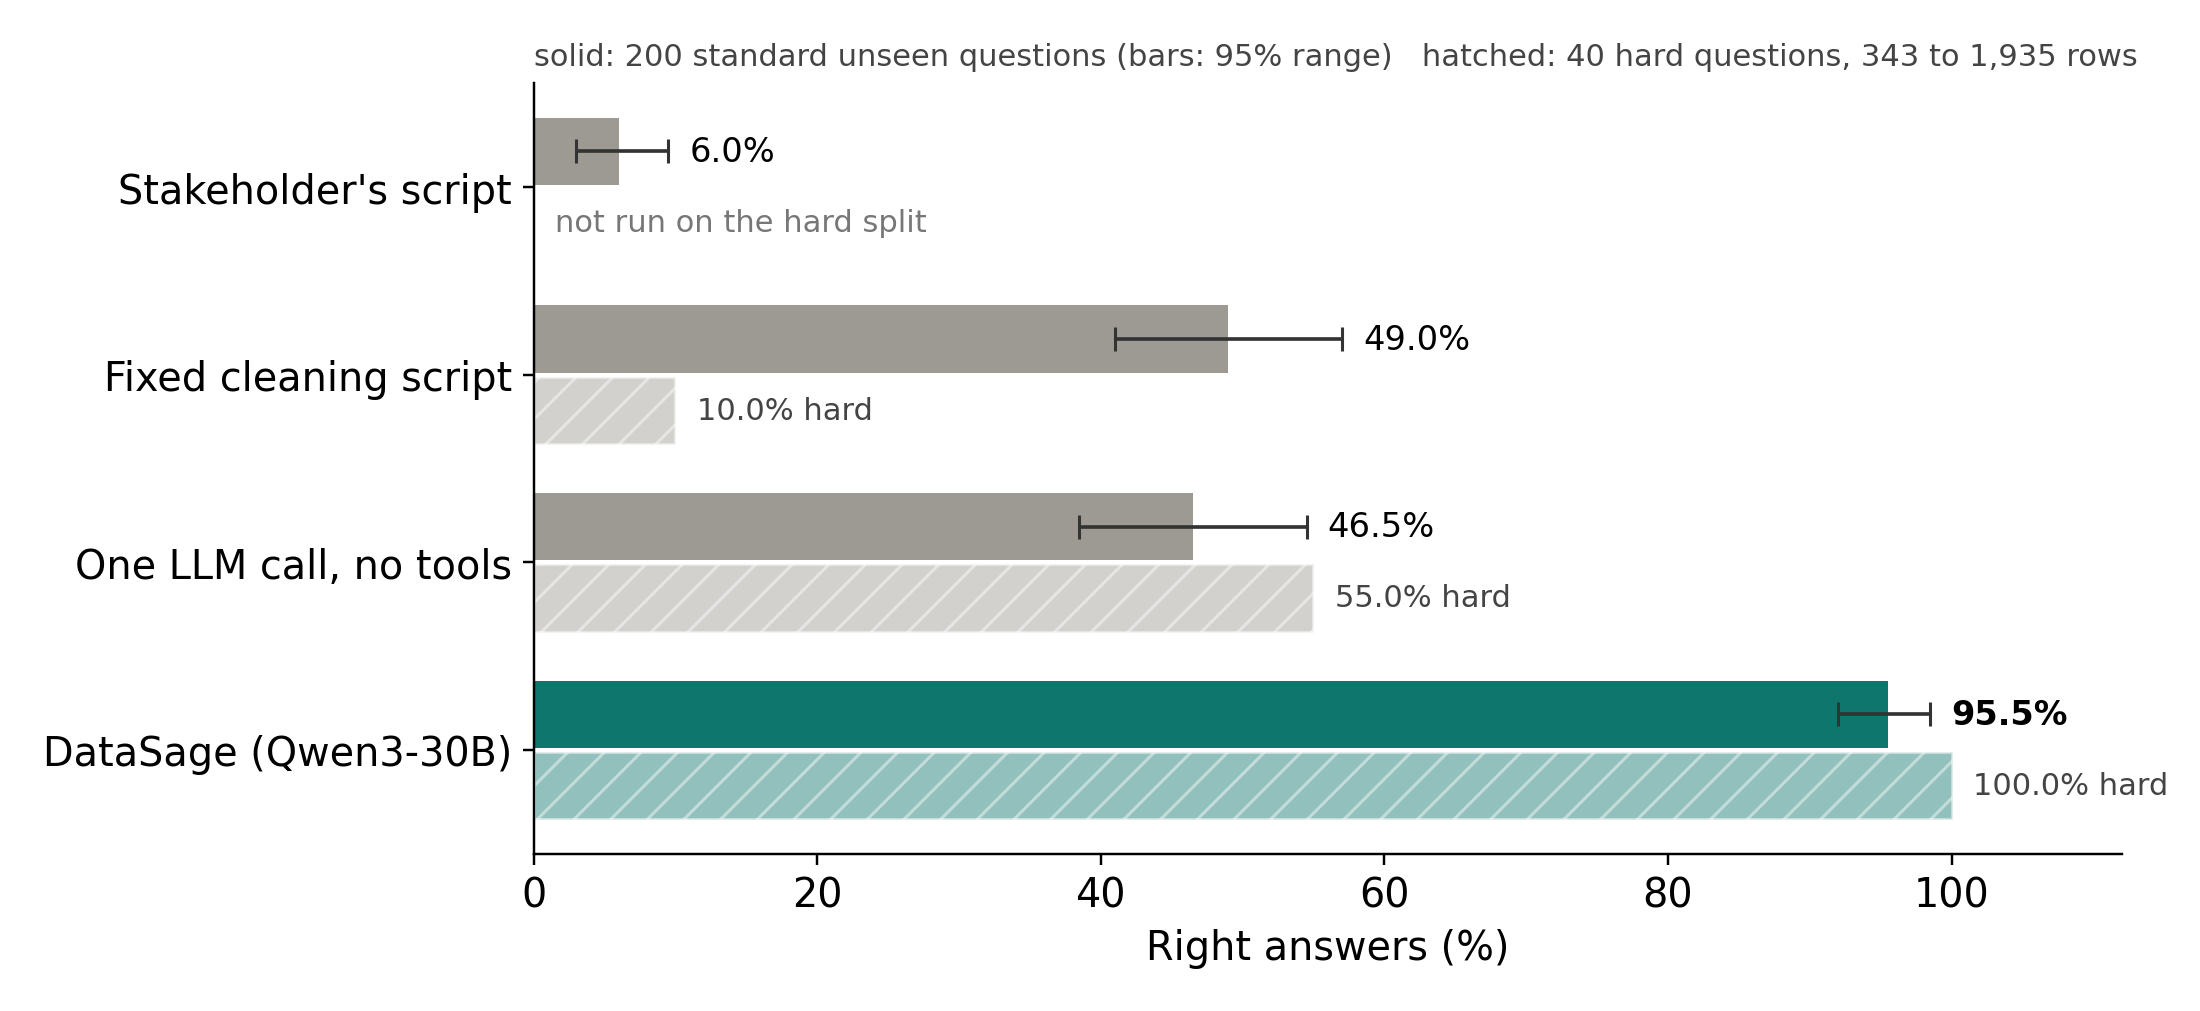 solid: 200 standard unseen questions (bars: 95% range)   hatched: 40 hard questions, 343 to 1,935 rows
Stakeholder's script
6.0%
not run on the hard split
Fixed cleaning script
49.0%
10.0% hard
One LLM call, no tools
46.5%
55.0% hard
DataSage (Qwen3-30B)
95.5%
100.0% hard
0 20 40 60 80 100
Right answers (%)